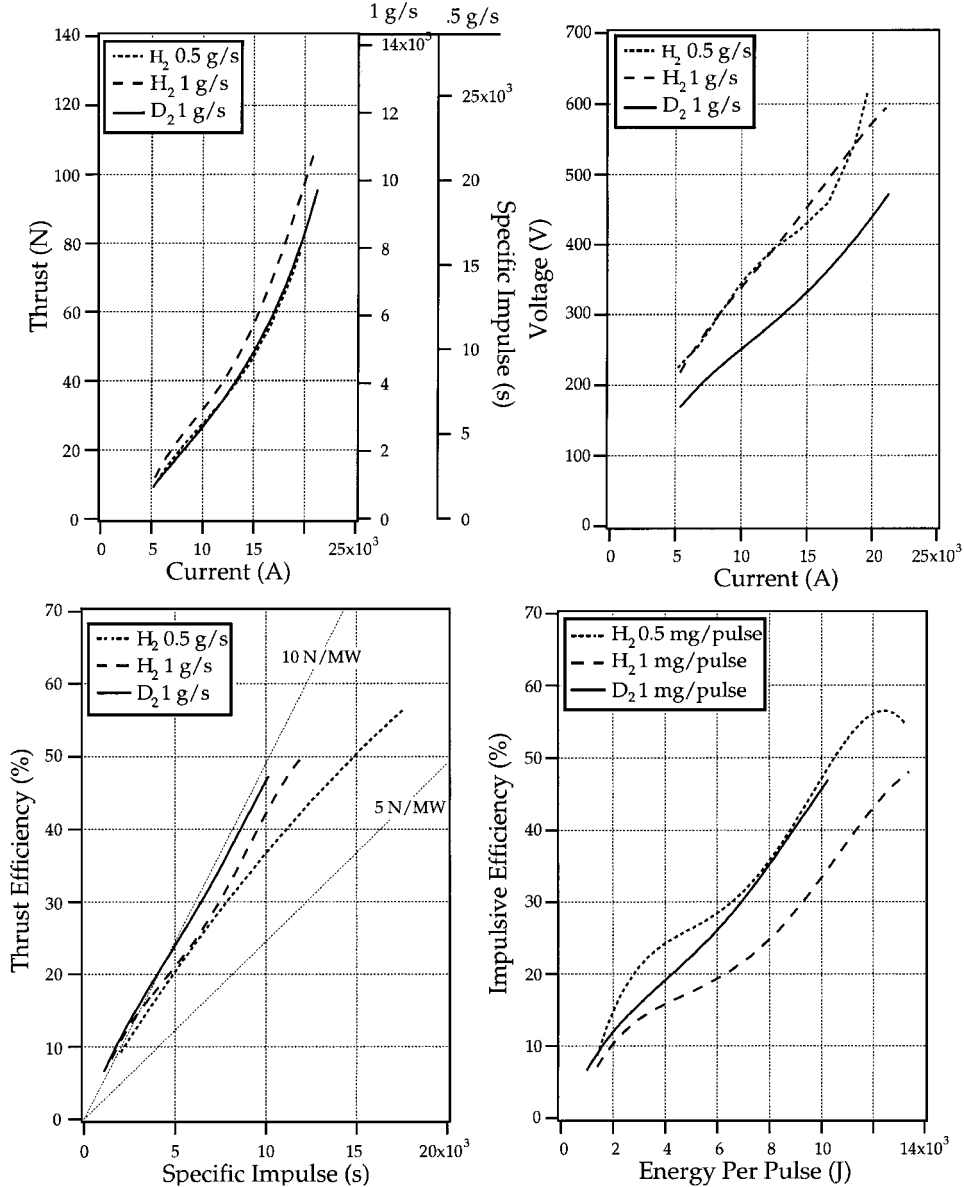 1 g/s
.5 g/s
140
120
100
80
60
40
20
0
Thrust (N)
H2 0.5 g/s
H2 1 g/s
D2 1 g/s
14x10³
12
10
8
6
4
2
0
25x10³
20
15
10
5
0
Specific Impulse (s)
0
5
10
15
20
25x10³
Current (A)
700
600
500
400
300
200
100
0
Voltage (V)
H2 0.5 g/s
H2 1 g/s
D2 1 g/s
0
5
10
15
20
25x10³
Current (A)
70
60
50
40
30
20
10
0
Thrust Efficiency (%)
H2 0.5 g/s
H2 1 g/s
D2 1 g/s
10 N/MW
5 N/MW
0
5
10
15
20x10³
Specific Impulse (s)
70
60
50
40
30
20
10
0
Impulsive Efficiency (%)
H2 0.5 mg/pulse
H2 1 mg/pulse
D2 1 mg/pulse
0
2
4
6
8
10
12
14x10³
Energy Per Pulse (J)